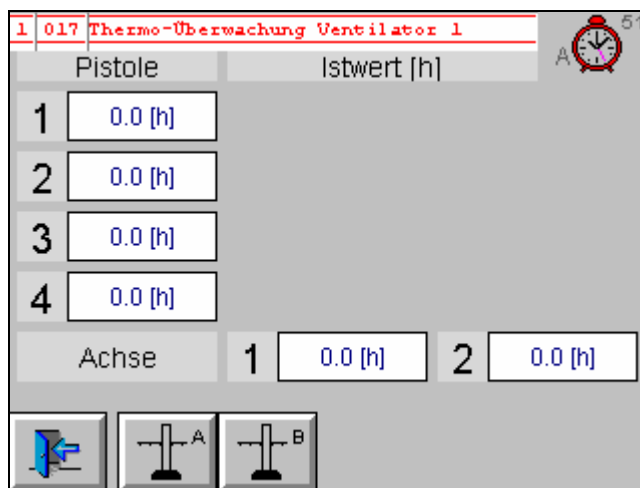 1 017 Thermo-Überwachung Ventilator 1
A 51
Pistole Istwert [h]
1 0.0 [h]
2 0.0 [h]
3 0.0 [h]
4 0.0 [h]
Achse 1 0.0 [h] 2 0.0 [h]
A B